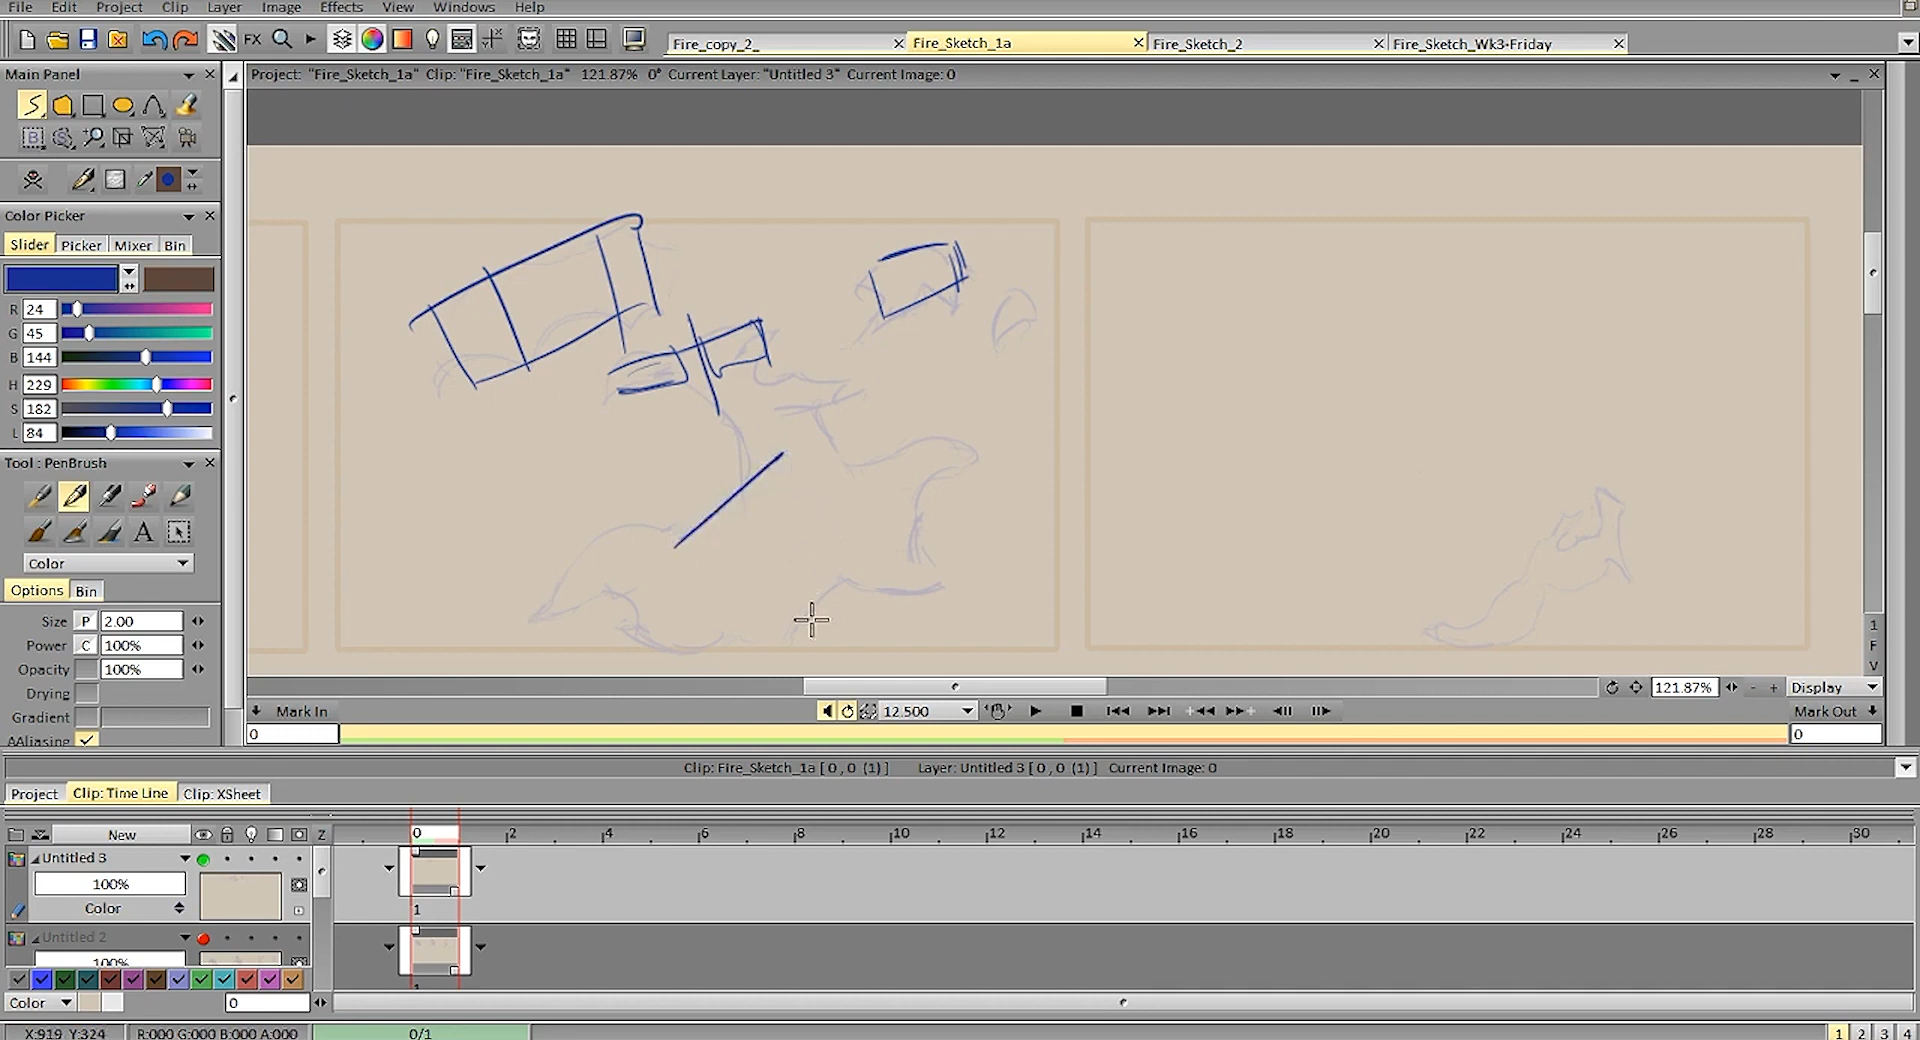 File Edit Project Clip Layer Image Effects View Windows Help
FX Fire_copy_2_ Fire_Sketch_1a Fire_Sketch_2 Fire_Sketch_Wk3-Friday
Main Panel
Project: "Fire_Sketch_1a" Clip: "Fire_Sketch_1a" 121.87% 0° Current Layer: "Untitled 3" Current Image: 0
Color Picker
Slider Picker Mixer Bin
R 24
G 45
B 144
H 229
S 182
L 84
Tool : PenBrush
A
Color
Options Bin
Size P 2.00
Power C 100%
Opacity 100%
Drying
Gradient
AAliasing
1
F
V
121.87% - + Display
Mark In 12.500 Mark Out
0 0
Clip: Fire_Sketch_1a [ 0 , 0 (1) ] Layer: Untitled 3 [ 0 , 0 (1) ] Current Image: 0
Project Clip: Time Line Clip: XSheet
New Z 0 2 4 6 8 10 12 14 16 18 20 22 24 26 28 30
Untitled 3
100%
Color 1
Untitled 2
100%
Color 0
X:919 Y:324 R:000 G:000 B:000 A:000 0/1 1 2 3 4